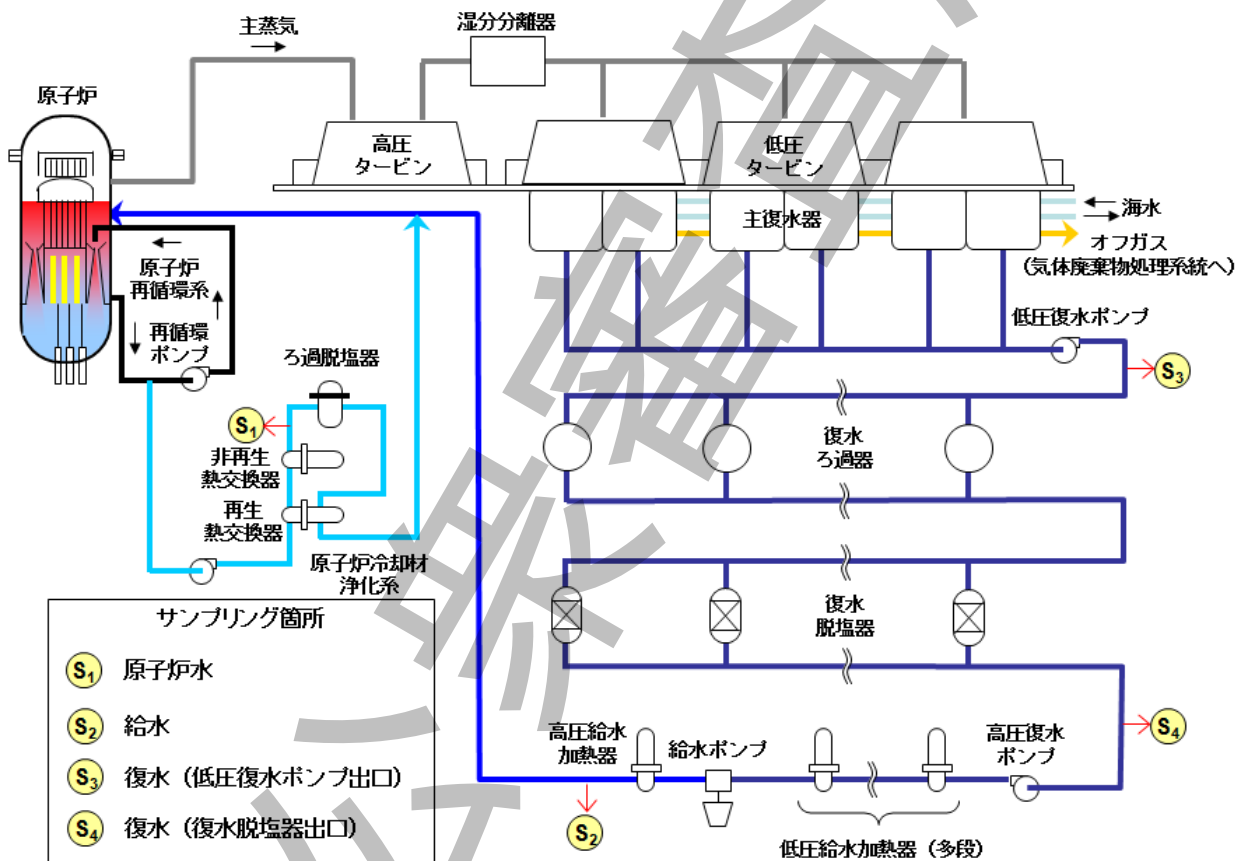 主蒸気
湿分分離器
原子炉
高圧
タービン
低圧
タービン
主復水器
海水
オフガス
(気体廃棄物処理系統へ)
原子炉
再循環系
再循環
ポンプ
低圧復水ポンプ
S3
ろ過脱塩器
S1
非再生
熱交換器
再生
熱交換器
原子炉冷却材
浄化系
復水
ろ過器
復水
脱塩器
S4
高圧給水
加熱器
給水ポンプ
高圧復水
ポンプ
S2
低圧給水加熱器（多段）
サンプリング箇所
S1 原子炉水
S2 給水
S3 復水（低圧復水ポンプ出口）
S4 復水（復水脱塩器出口）